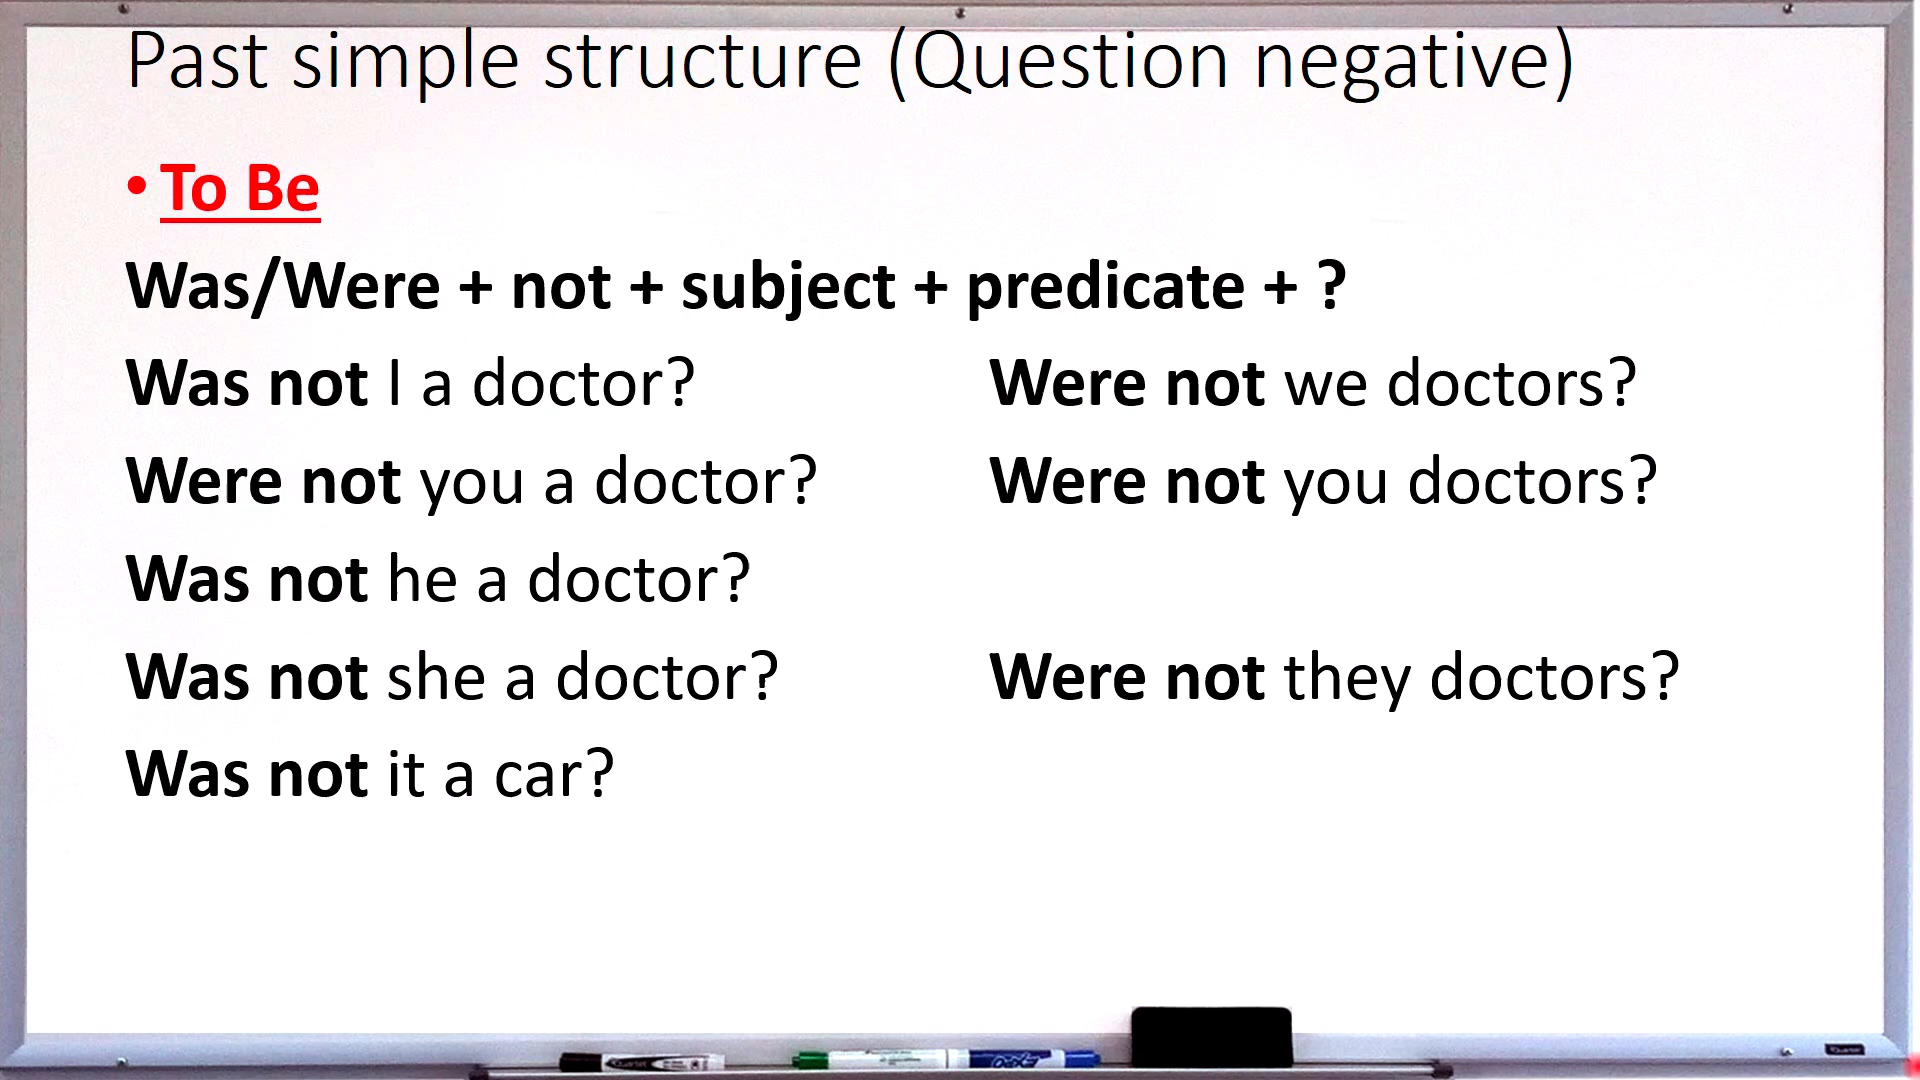 Past simple structure (Question negative)
• To Be
Was/Were + not + subject + predicate + ?
Was not I a doctor? Were not we doctors?
Were not you a doctor? Were not you doctors?
Was not he a doctor?
Was not she a doctor? Were not they doctors?
Was not it a car?